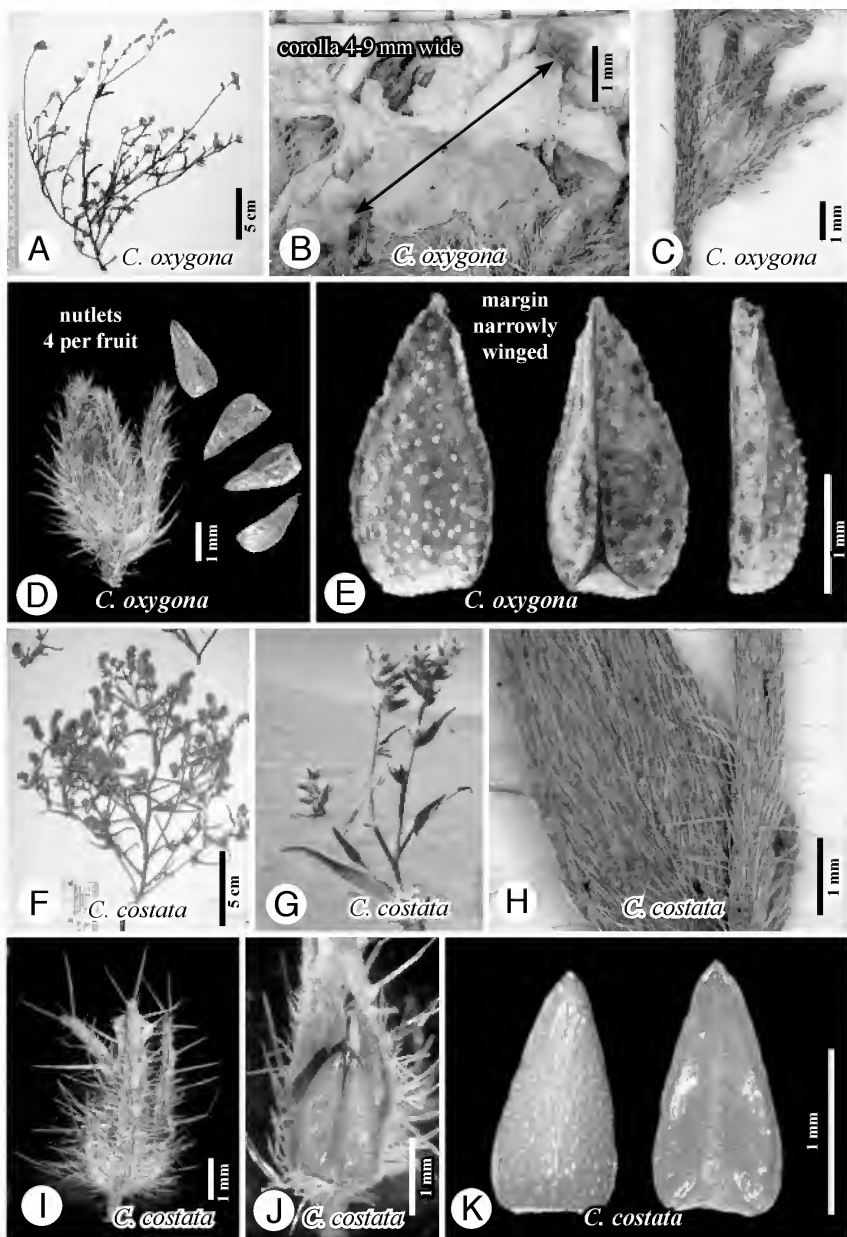 A
C. oxygona
5 cm
corolla 4-9 mm wide
1 mm
B
C. oxygona
C
1 mm
C. oxygona
nutlets
4 per fruit
1 mm
D
C. oxygona
margin
narrowly
winged
1 mm
E
C. oxygona
F
C. costata
5 cm
G
C. costata
H
C. costata
1 mm
I
1 mm
C. costata
J
1 mm
C. costata
K
C. costata
1 mm